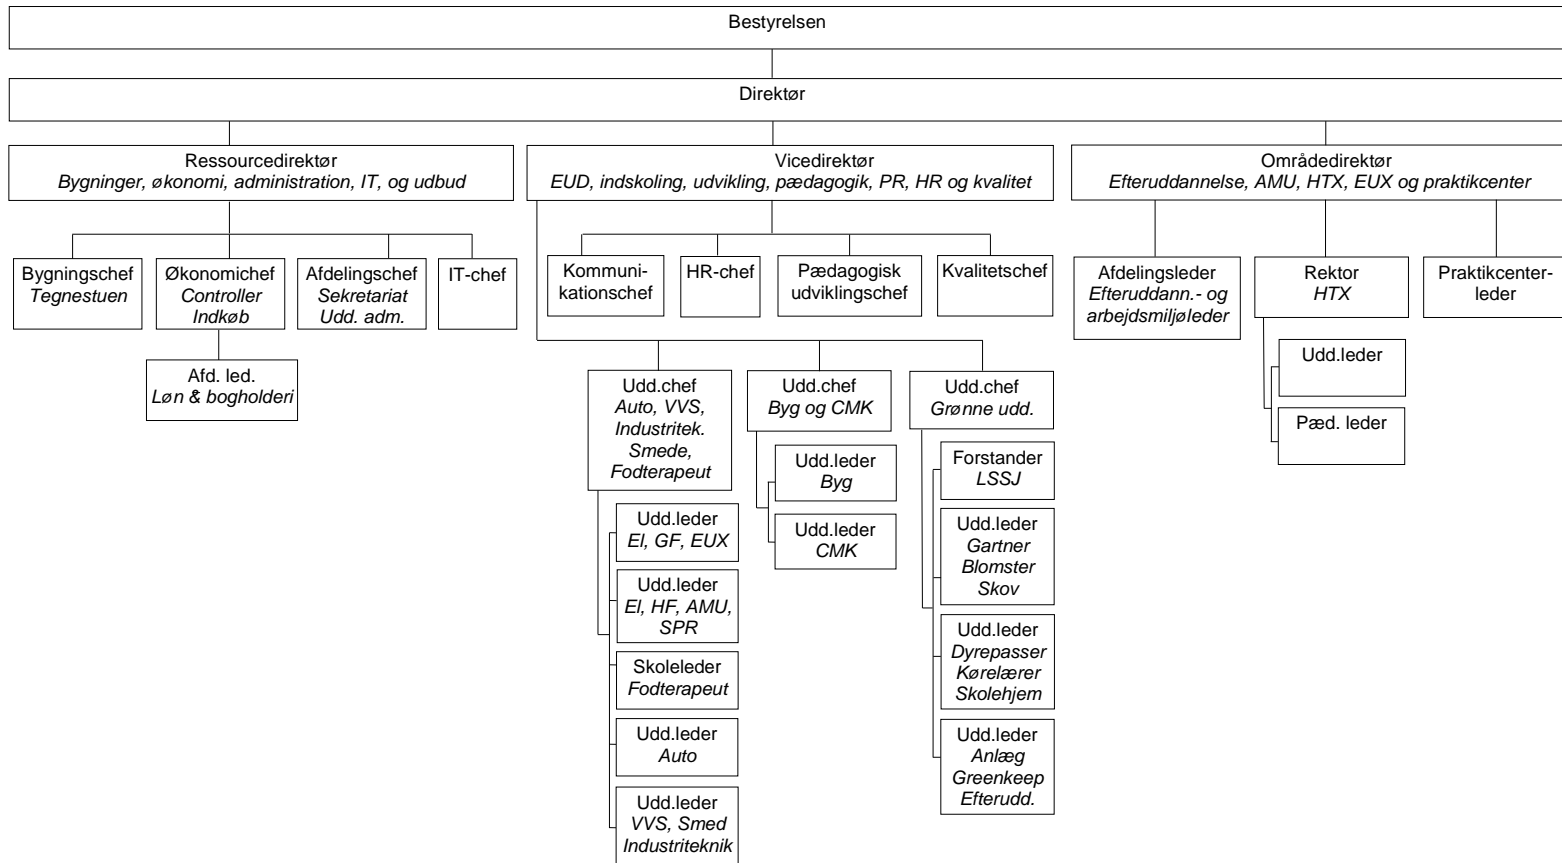 Bestyrelsen
Direktør
Ressourcedirektør
Bygninger, økonomi, administration, IT, og udbud
Vicedirektør
EUD, indskoling, udvikling, pædagogik, PR, HR og kvalitet
Områdedirektør
Efteruddannelse, AMU, HTX, EUX og praktikcenter
Bygningschef
Tegnestuen
Økonomichef
Controller
Indkøb
Afdelingschef
Sekretariat
Udd. adm.
IT-chef
Afd. led.
Løn & bogholderi
Kommuni-
kationschef
HR-chef
Pædagogisk
udviklingschef
Kvalitetschef
Udd.chef
Auto, VVS,
Industritek.
Smede,
Fodterapeut
Udd.leder
El, GF, EUX
Udd.leder
El, HF, AMU,
SPR
Skoleleder
Fodterapeut
Udd.leder
Auto
Udd.leder
VVS, Smed
Industriteknik
Udd.chef
Byg og CMK
Udd.leder
Byg
Udd.leder
CMK
Udd.chef
Grønne udd.
Forstander
LSSJ
Udd.leder
Gartner
Blomster
Skov
Udd.leder
Dyrepasser
Kørelærer
Skolehjem
Udd.leder
Anlæg
Greenkeep
Efterudd.
Afdelingsleder
Efteruddann.- og
arbejdsmiljøleder
Rektor
HTX
Udd.leder
Pæd. leder
Praktikcenter-
leder